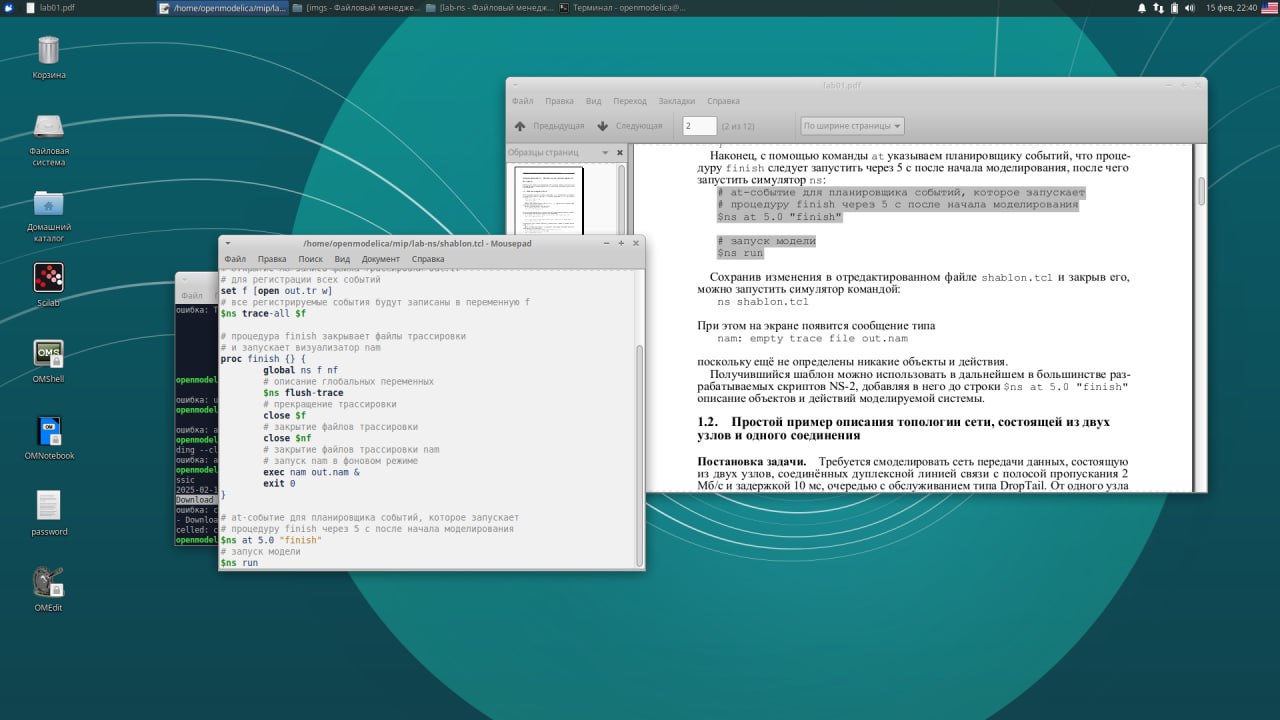 lab01.pdf
/home/openmodelica/mip/la...
[imgs - Файловый менедже...
[lab-ns - Файловый менедж...
Терминал - openmodelica@...
15 фев, 22:40
Корзина
Файловая
система
Домашний
каталог
Scilab
OMShell
OMNotebook
password
OMEdit
lab01.pdf
Файл Правка Вид Переход Закладки Справка
Предыдущая Следующая 2 (2 из 12) По ширине страницы
Образцы страниц
Наконец, с помощью команды at указываем планировщику событий, что проце-
дуру finish следует запустить через 5 с после начала моделирования, после чего
запустить симулятор ns:
# at-событие для планировщика событий, которое запускает
# процедуру finish через 5 с после начала моделирования
$ns at 5.0 "finish"
# запуск модели
$ns run
Сохранив изменения в отредактированном файле shablon.tcl и закрыв его,
можно запустить симулятор командой:
ns shablon.tcl
При этом на экране появится сообщение типа
nam: empty trace file out.nam
поскольку ещё не определены никакие объекты и действия.
Получившийся шаблон можно использовать в дальнейшем в большинстве раз-
рабатываемых скриптов NS-2, добавляя в него до строки $ns at 5.0 "finish"
описание объектов и действий моделируемой системы.
1.2. Простой пример описания топологии сети, состоящей из двух
узлов и одного соединения
Постановка задачи. Требуется смоделировать сеть передачи данных, состоящую
из двух узлов, соединённых дуплексной линией связи с полосой пропускания 2
Мб/с и задержкой 10 мс, очередью с обслуживанием типа DropTail. От одного узла
/home/openmodelica/mip/lab-ns/shablon.tcl - Mousepad
Файл Правка Поиск Вид Документ Справка
# для регистрации всех событий
set f [open out.tr w]
# все регистрируемые события будут записаны в переменную f
$ns trace-all $f
# процедура finish закрывает файлы трассировки
# и запускает визуализатор nam
proc finish {} {
global ns f nf
# описание глобальных переменных
$ns flush-trace
# прекращение трассировки
close $f
# закрытие файлов трассировки
close $nf
# закрытие файлов трассировки nam
# запуск nam в фоновом режиме
exec nam out.nam &
exit 0
}
# at-событие для планировщика событий, которое запускает
# процедуру finish через 5 с после начала моделирования
$ns at 5.0 "finish"
# запуск модели
$ns run
Файл
ошибка:
openmodel
ошибка:
openmodel
ошибка:
openmodel
ding --cl
ошибка:
openmodel
ssic
2025-02-1
Download
ошибка:
- Downloa
celled:
openmodel